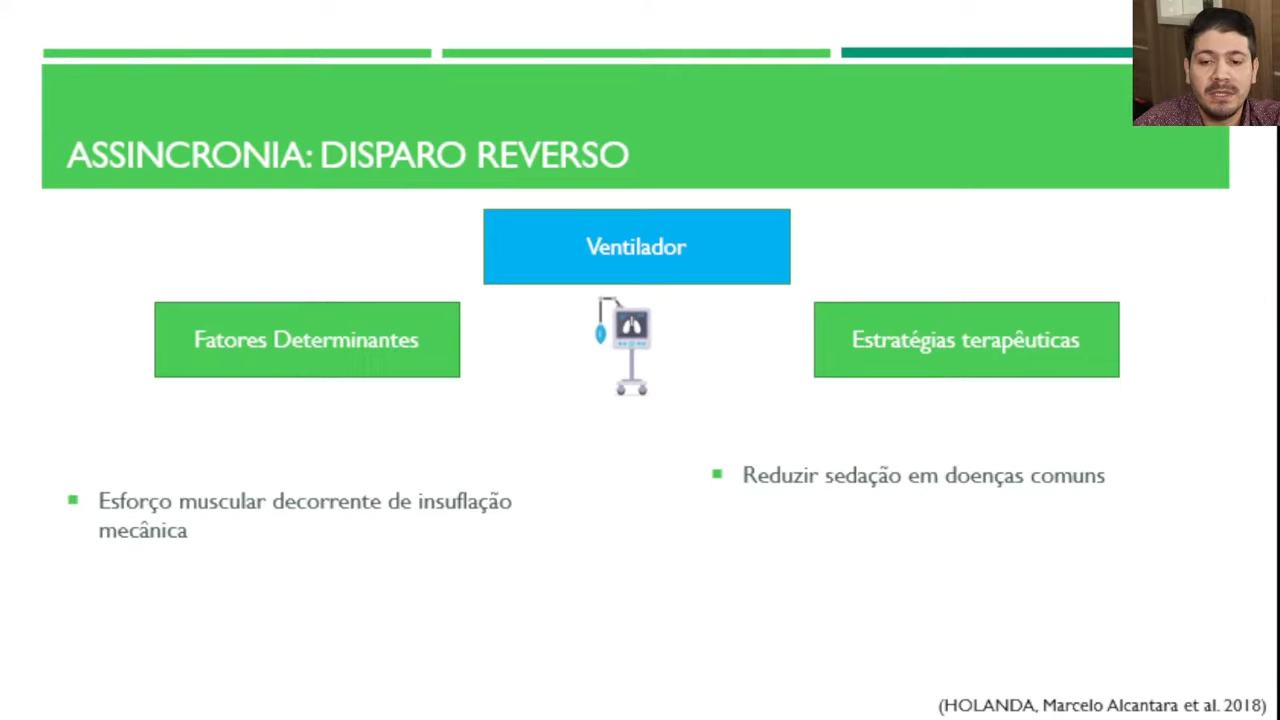 ASSINCRONIA: DISPARO REVERSO
Ventilador
Fatores Determinantes
Estratégias terapêuticas
Esforço muscular decorrente de insuflação
mecânica
Reduzir sedação em doenças comuns
(HOLANDA, Marcelo Alcantara et al. 2018)